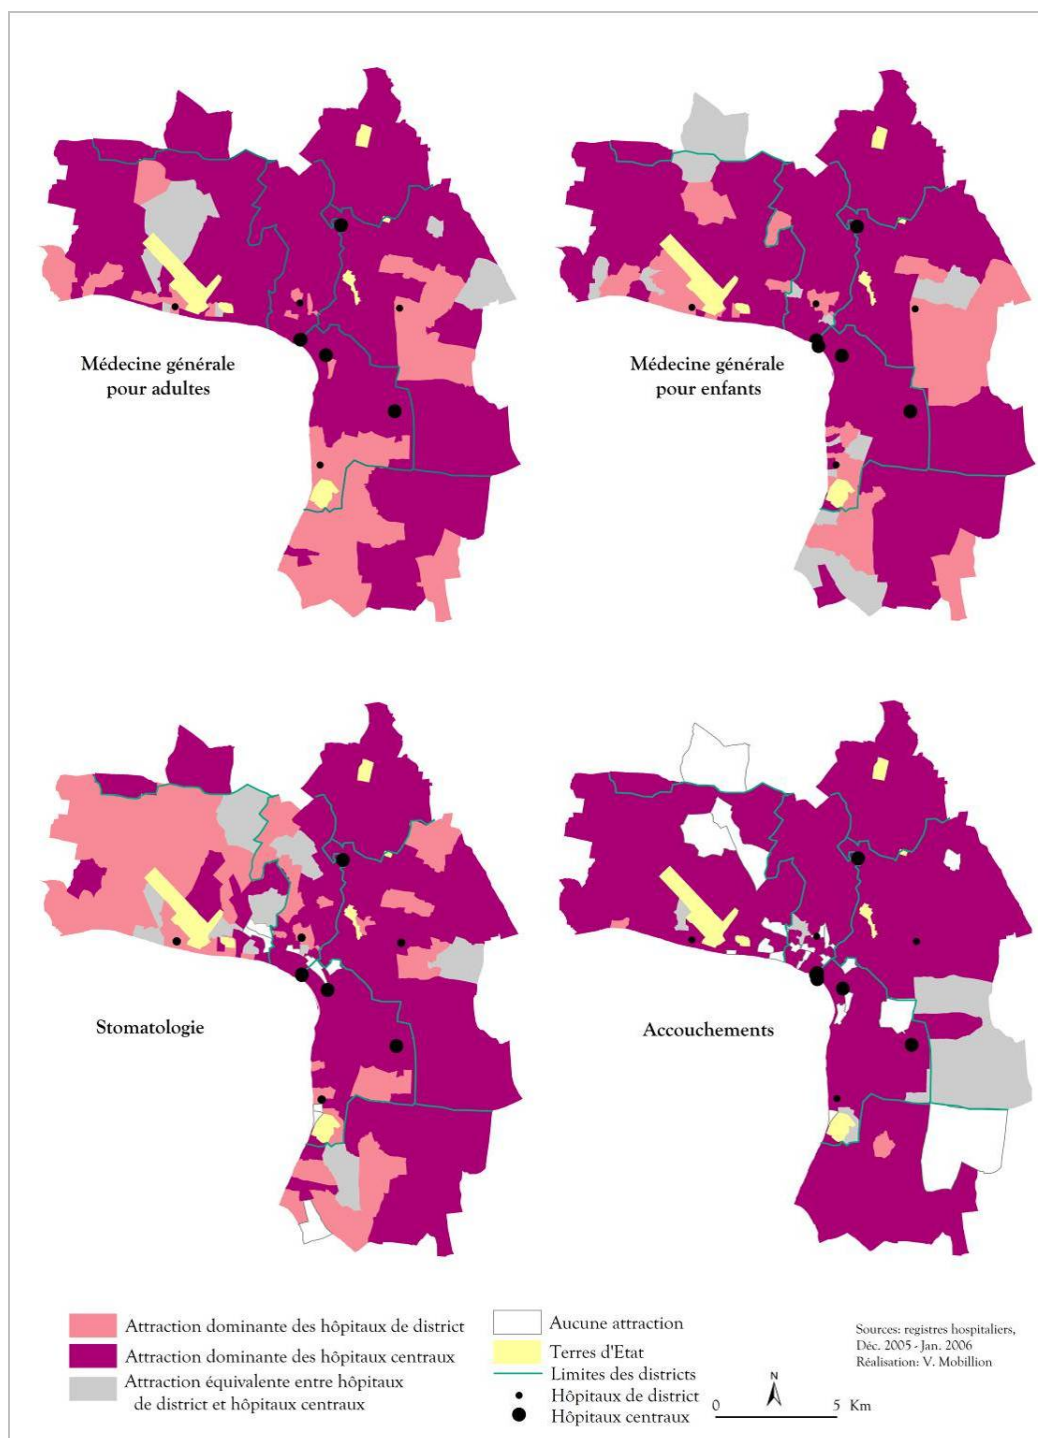 Médecine générale
pour adultes
Médecine générale
pour enfants
Stomatologie
Accouchements
Attraction dominante des hôpitaux de district
Attraction dominante des hôpitaux centraux
Attraction équivalente entre hôpitaux
de district et hôpitaux centraux
Aucune attraction
Terres d'Etat
Limites des districts
Hôpitaux de district
Hôpitaux centraux
Sources: registres hospitaliers,
Déc. 2005 - Jan. 2006
Réalisation: V. Mobillion
N
0 5 Km